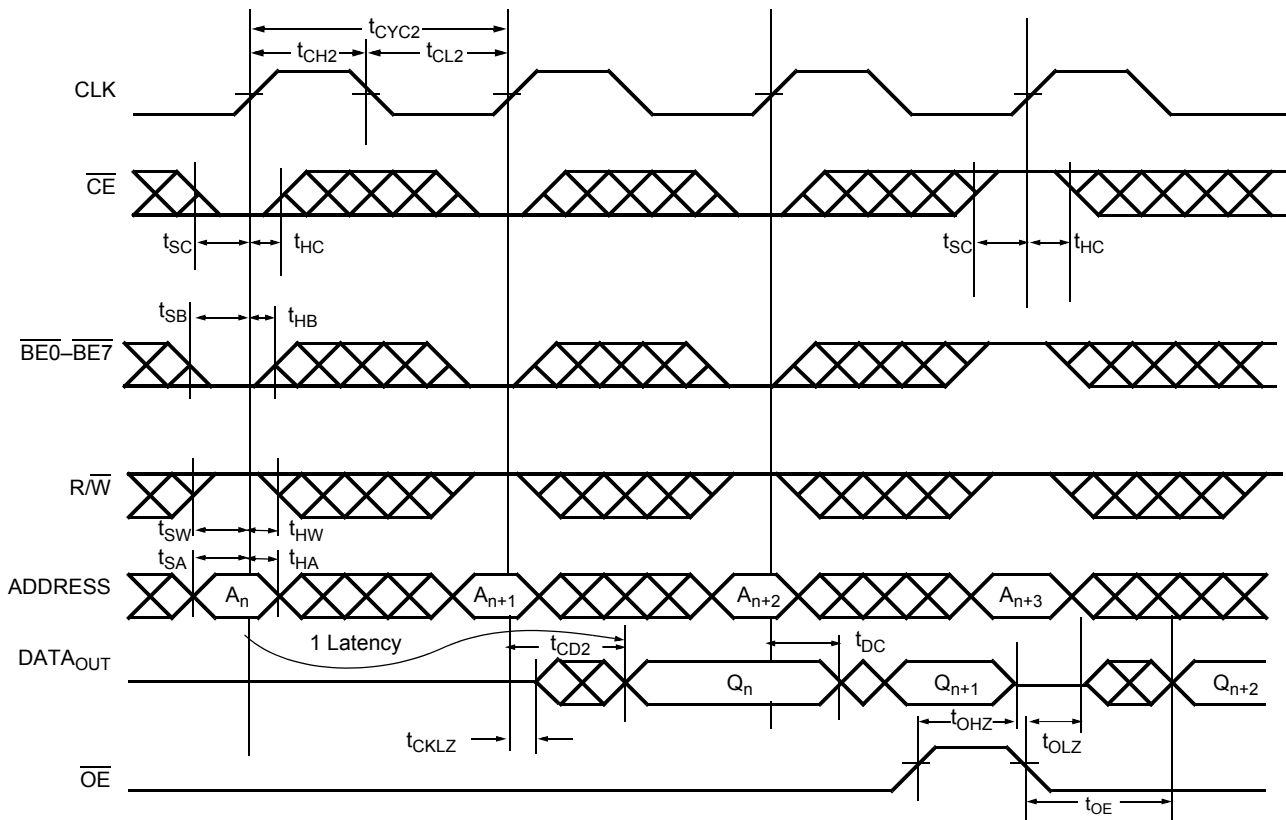 tCYC2
tCH2
tCL2
CLK
CE
tSC
tHC
tSC
tHC
tSB
tHB
BE0–BE7
R/W
tSW
tHW
tSA
tHA
ADDRESS
An
An+1
An+2
An+3
1 Latency
tCD2
tDC
DATAOUT
Qn
Qn+1
Qn+2
tOHZ
tOLZ
tCKLZ
OE
tOE